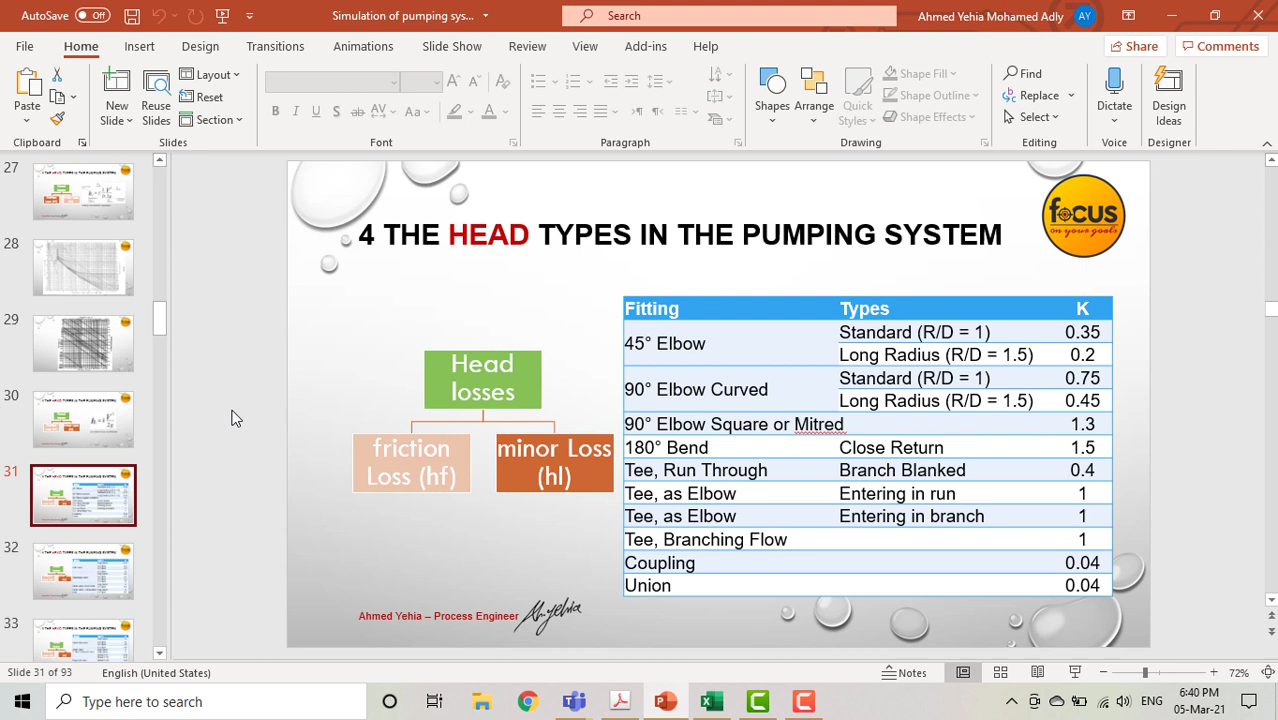 AutoSave Off
Simulation of pumping sys...
Search
Ahmed Yehia Mohamed Adly AY
File Home Insert Design Transitions Animations Slide Show Review View Add-ins Help
Share Comments
Paste
Clipboard
New Slide
Reuse Slides
Layout
Reset
Section
Slides
B I U S ab AV Aa A
Font
Paragraph
Shapes
Arrange
Quick Styles
Shape Fill
Shape Outline
Shape Effects
Drawing
Find
Replace
Select
Editing
Dictate
Voice
Design Ideas
Designer
27
28
29
30
31
32
33
4 THE HEAD TYPES IN THE PUMPING SYSTEM
focus
on your goals
Head losses
friction Loss (hf)
minor Loss (hl)
Fitting Types K
45° Elbow Standard (R/D = 1) 0.35
Long Radius (R/D = 1.5) 0.2
90° Elbow Curved Standard (R/D = 1) 0.75
Long Radius (R/D = 1.5) 0.45
90° Elbow Square or Mitred 1.3
180° Bend Close Return 1.5
Tee, Run Through Branch Blanked 0.4
Tee, as Elbow Entering in run 1
Tee, as Elbow Entering in branch 1
Tee, Branching Flow 1
Coupling 0.04
Union 0.04
Ahmed Yehia – Process Engineer
Slide 31 of 93 English (United States)
Notes
72%
Type here to search
ENG
6:40 PM
05-Mar-21